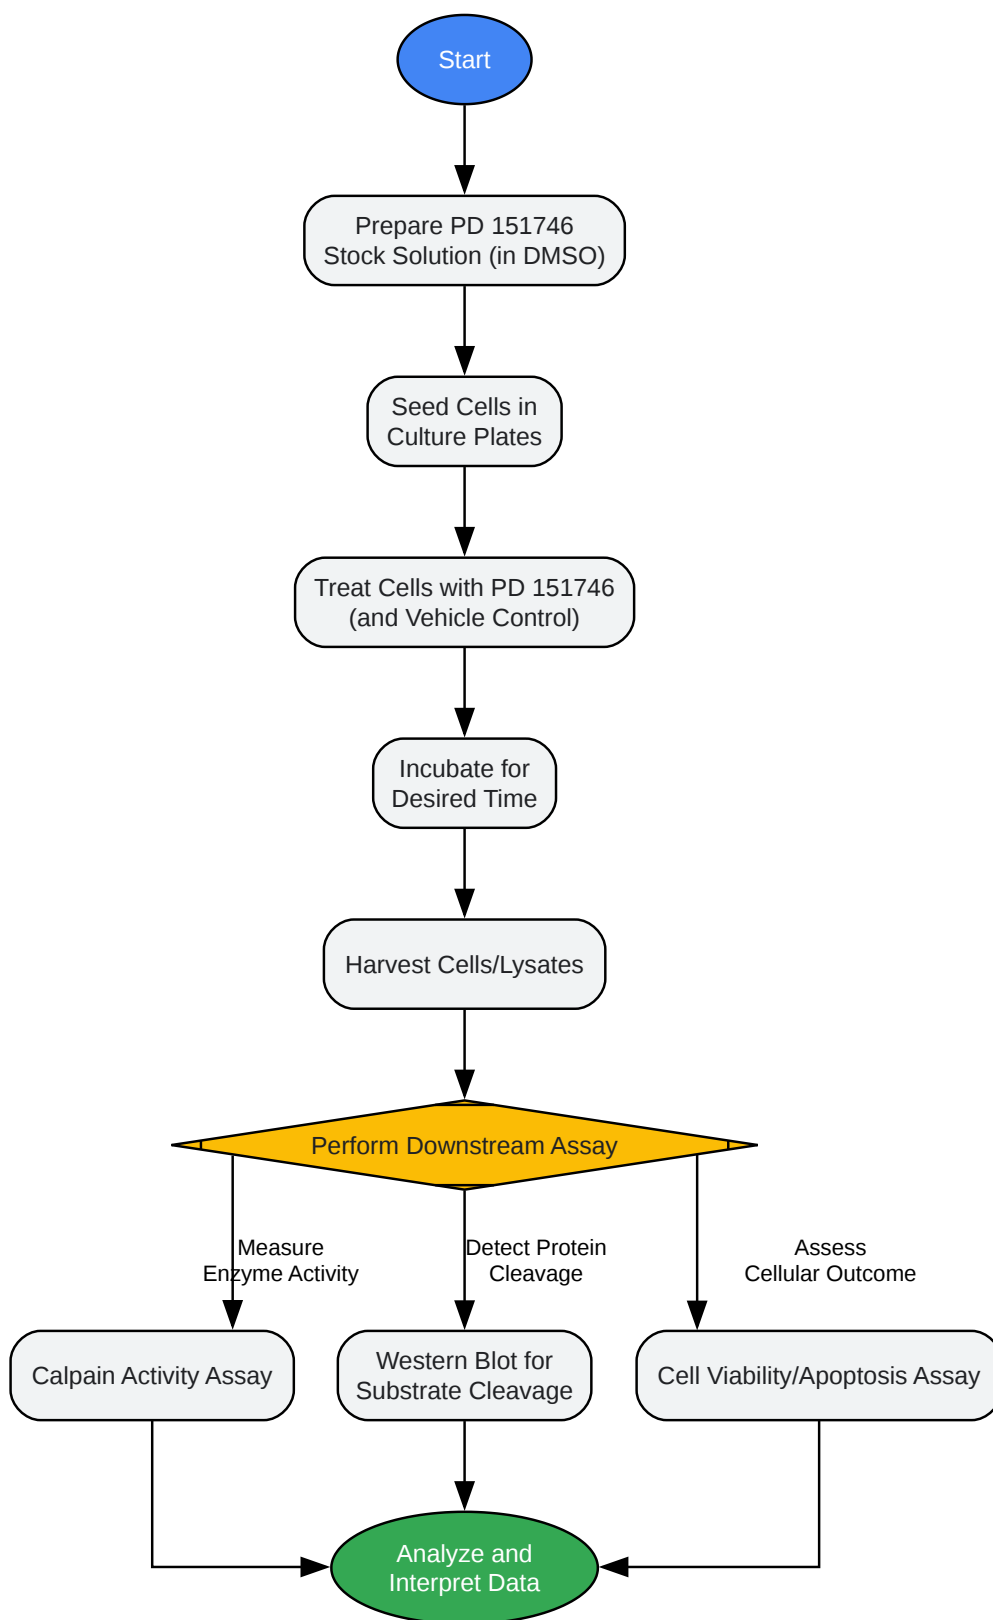 Start
Prepare PD 151746
Stock Solution (in DMSO)
Seed Cells in
Culture Plates
Treat Cells with PD 151746
(and Vehicle Control)
Incubate for
Desired Time
Harvest Cells/Lysates
Perform Downstream Assay
Measure
Enzyme Activity
Detect Protein
Cleavage
Assess
Cellular Outcome
Calpain Activity Assay
Western Blot for
Substrate Cleavage
Cell Viability/Apoptosis Assay
Analyze and
Interpret Data